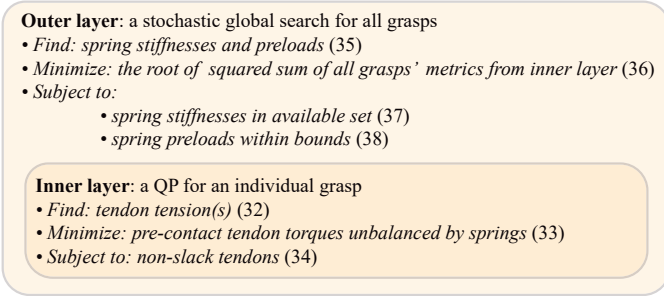 Outer layer: a stochastic global search for all grasps
• Find: spring stiffnesses and preloads (35)
• Minimize: the root of squared sum of all grasps’ metrics from inner layer (36)
• Subject to:
• spring stiffnesses in available set (37)
• spring preloads within bounds (38)
Inner layer: a QP for an individual grasp
• Find: tendon tension(s) (32)
• Minimize: pre-contact tendon torques unbalanced by springs (33)
• Subject to: non-slack tendons (34)